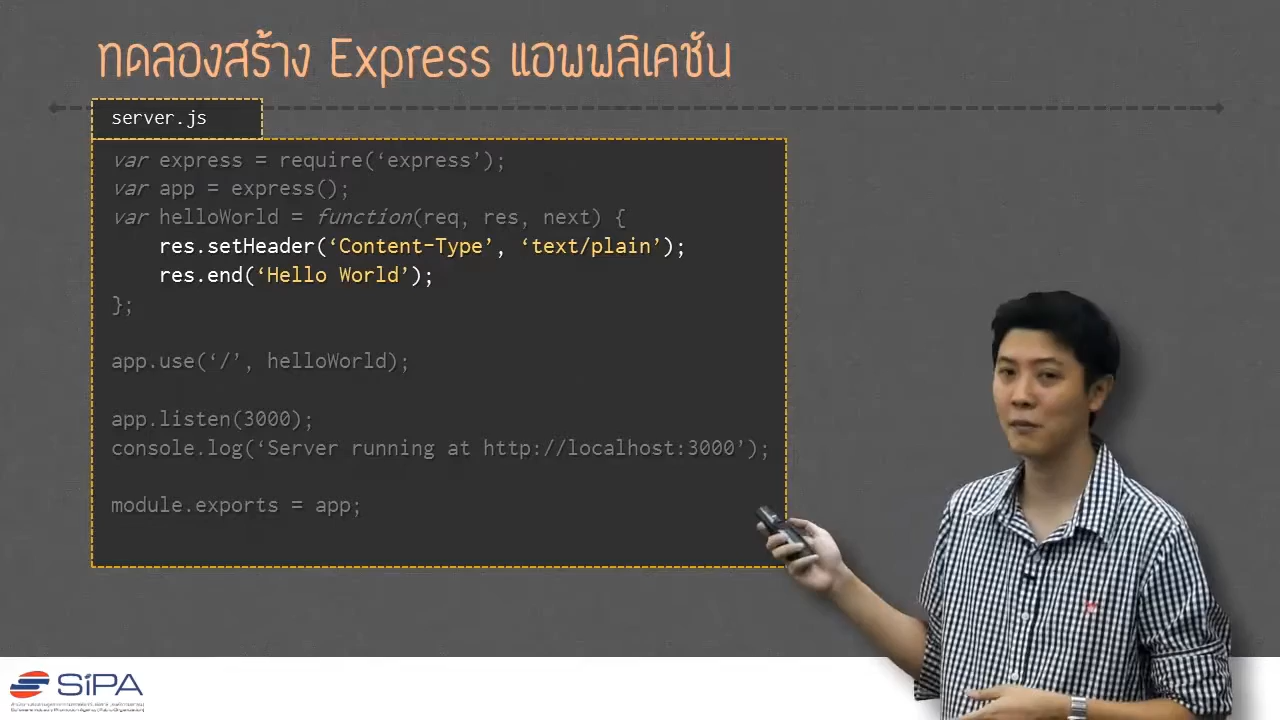 ทดลองสร้าง Express แอพพลิเคชัน
server.js
var express = require(‘express’);
var app = express();
var helloWorld = function(req, res, next) {
res.setHeader(‘Content-Type’, ‘text/plain’);
res.end(‘Hello World’);
};
app.use(‘/’, helloWorld);
app.listen(3000);
console.log(‘Server running at http://localhost:3000’);
module.exports = app;
SiPA